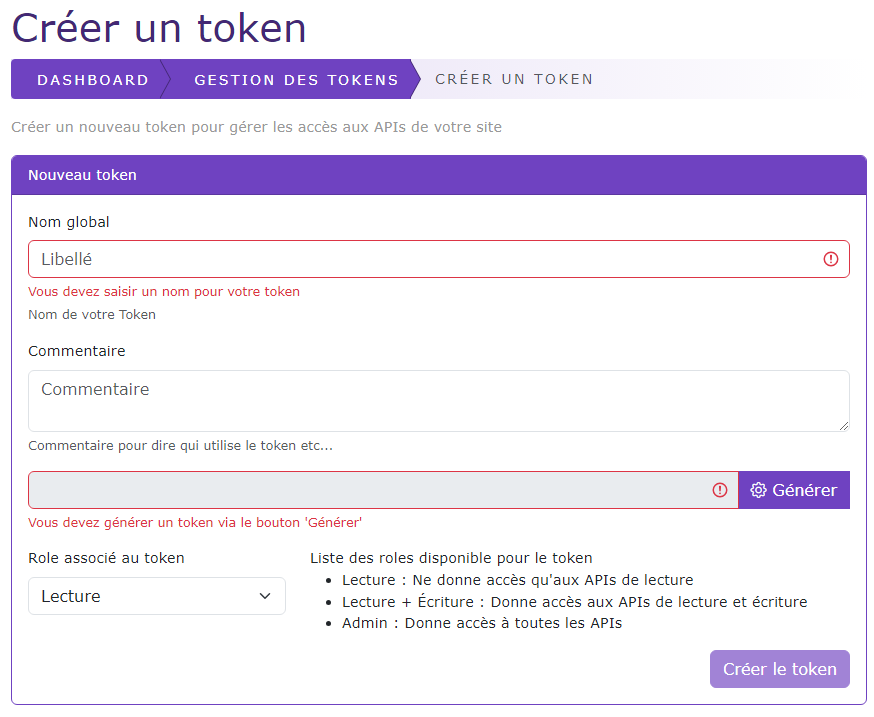 Créer un token
DASHBOARD GESTION DES TOKENS CRÉER UN TOKEN
Créer un nouveau token pour gérer les accès aux APIs de votre site
Nouveau token
Nom global
Libellé
Vous devez saisir un nom pour votre token
Nom de votre Token
Commentaire
Commentaire
Commentaire pour dire qui utilise le token etc...
Générer
Vous devez générer un token via le bouton 'Générer'
Role associé au token
Lecture
Liste des roles disponible pour le token
Lecture : Ne donne accès qu'aux APIs de lecture
Lecture + Écriture : Donne accès aux APIs de lecture et écriture
Admin : Donne accès à toutes les APIs
Créer le token